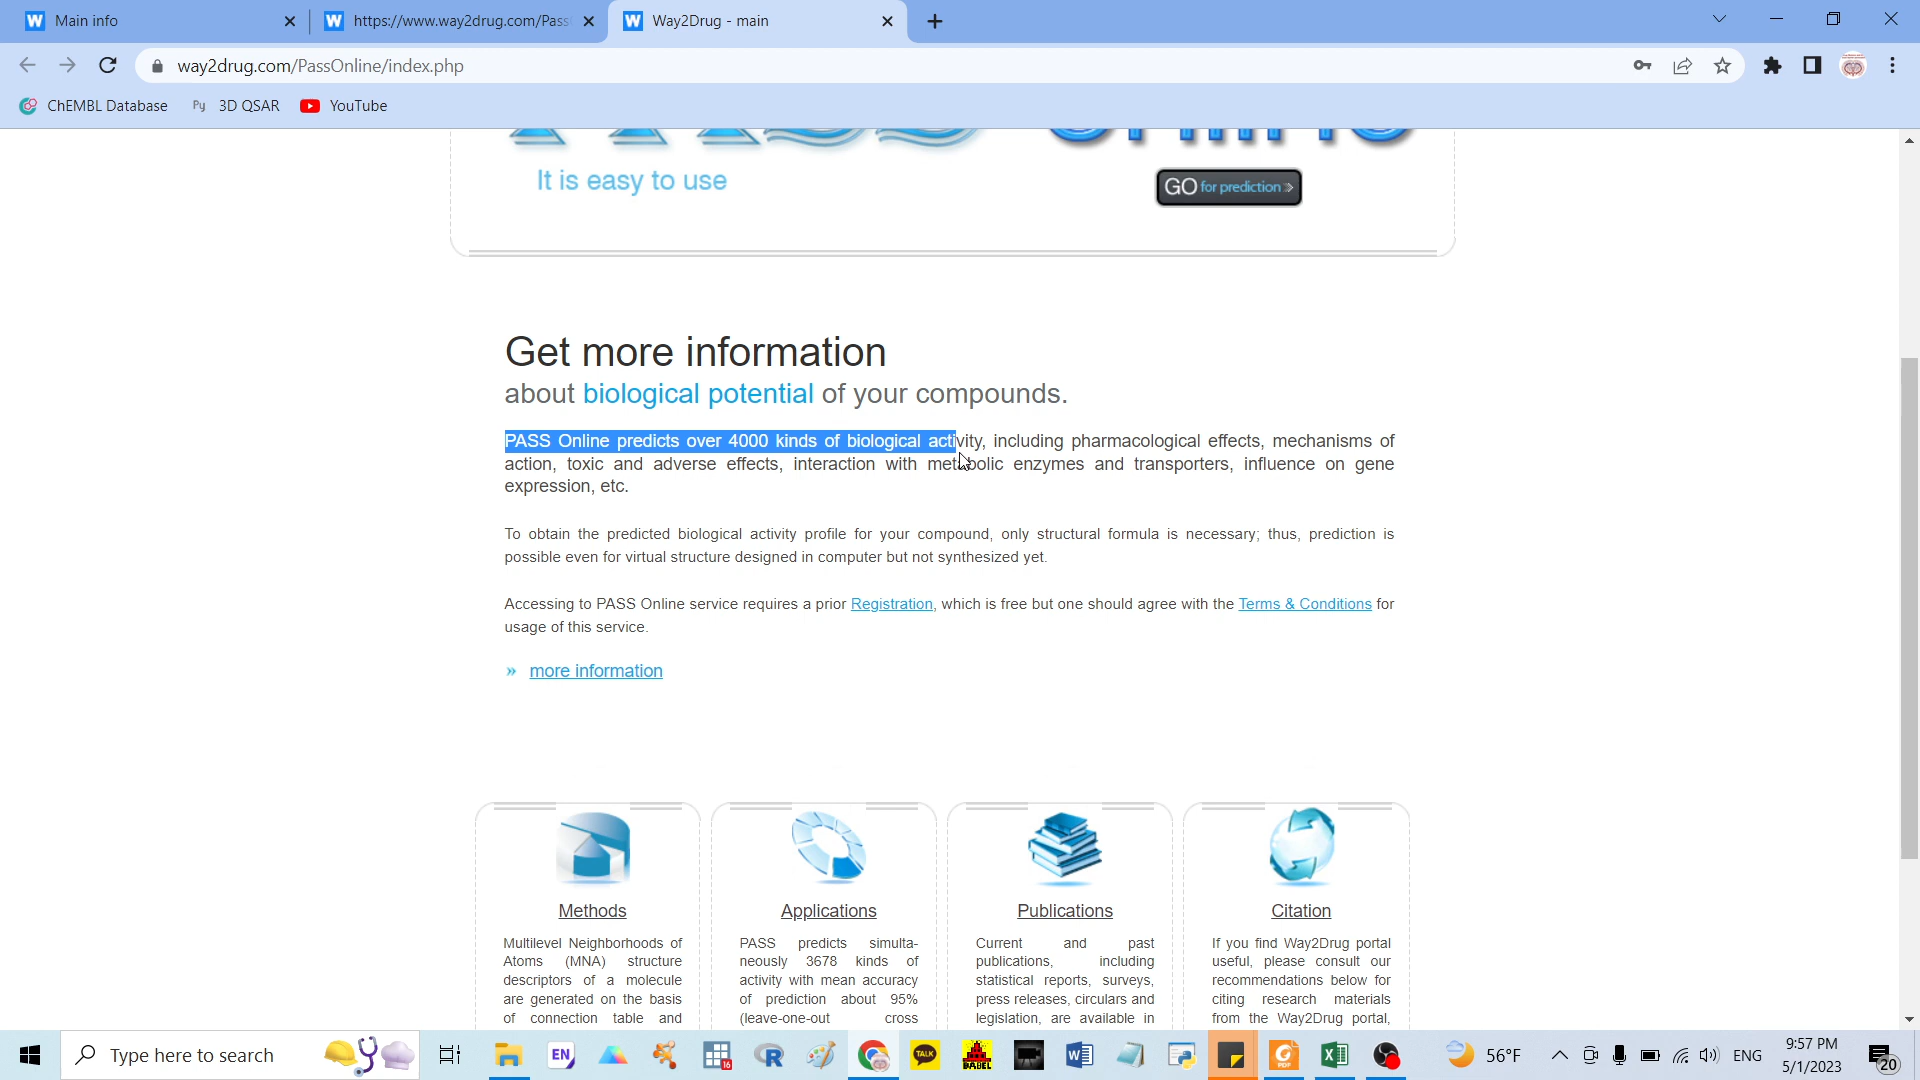 Main info
https://www.way2drug.com/Pass
Way2Drug - main
way2drug.com/PassOnline/index.php
ChEMBL Database
Py 3D QSAR
YouTube
It is easy to use
GO for prediction »
Get more information
about biological potential of your compounds.
PASS Online predicts over 4000 kinds of biological activity, including pharmacological effects, mechanisms of
action, toxic and adverse effects, interaction with metabolic enzymes and transporters, influence on gene
expression, etc.
To obtain the predicted biological activity profile for your compound, only structural formula is necessary; thus, prediction is
possible even for virtual structure designed in computer but not synthesized yet.
Accessing to PASS Online service requires a prior Registration, which is free but one should agree with the Terms & Conditions for
usage of this service.
» more information
Methods
Multilevel Neighborhoods of
Atoms (MNA) structure
descriptors of a molecule
are generated on the basis
of connection table and
Applications
PASS predicts simulta-
neously 3678 kinds of
activity with mean accuracy
of prediction about 95%
(leave-one-out cross
Publications
Current and past
publications, including
statistical reports, surveys,
press releases, circulars and
legislation, are available in
Citation
If you find Way2Drug portal
useful, please consult our
recommendations below for
citing research materials
from the Way2Drug portal,
Type here to search
EN
16
R
TALK
BABEL
W
PDF
X
56°F
ENG
9:57 PM
5/1/2023
20